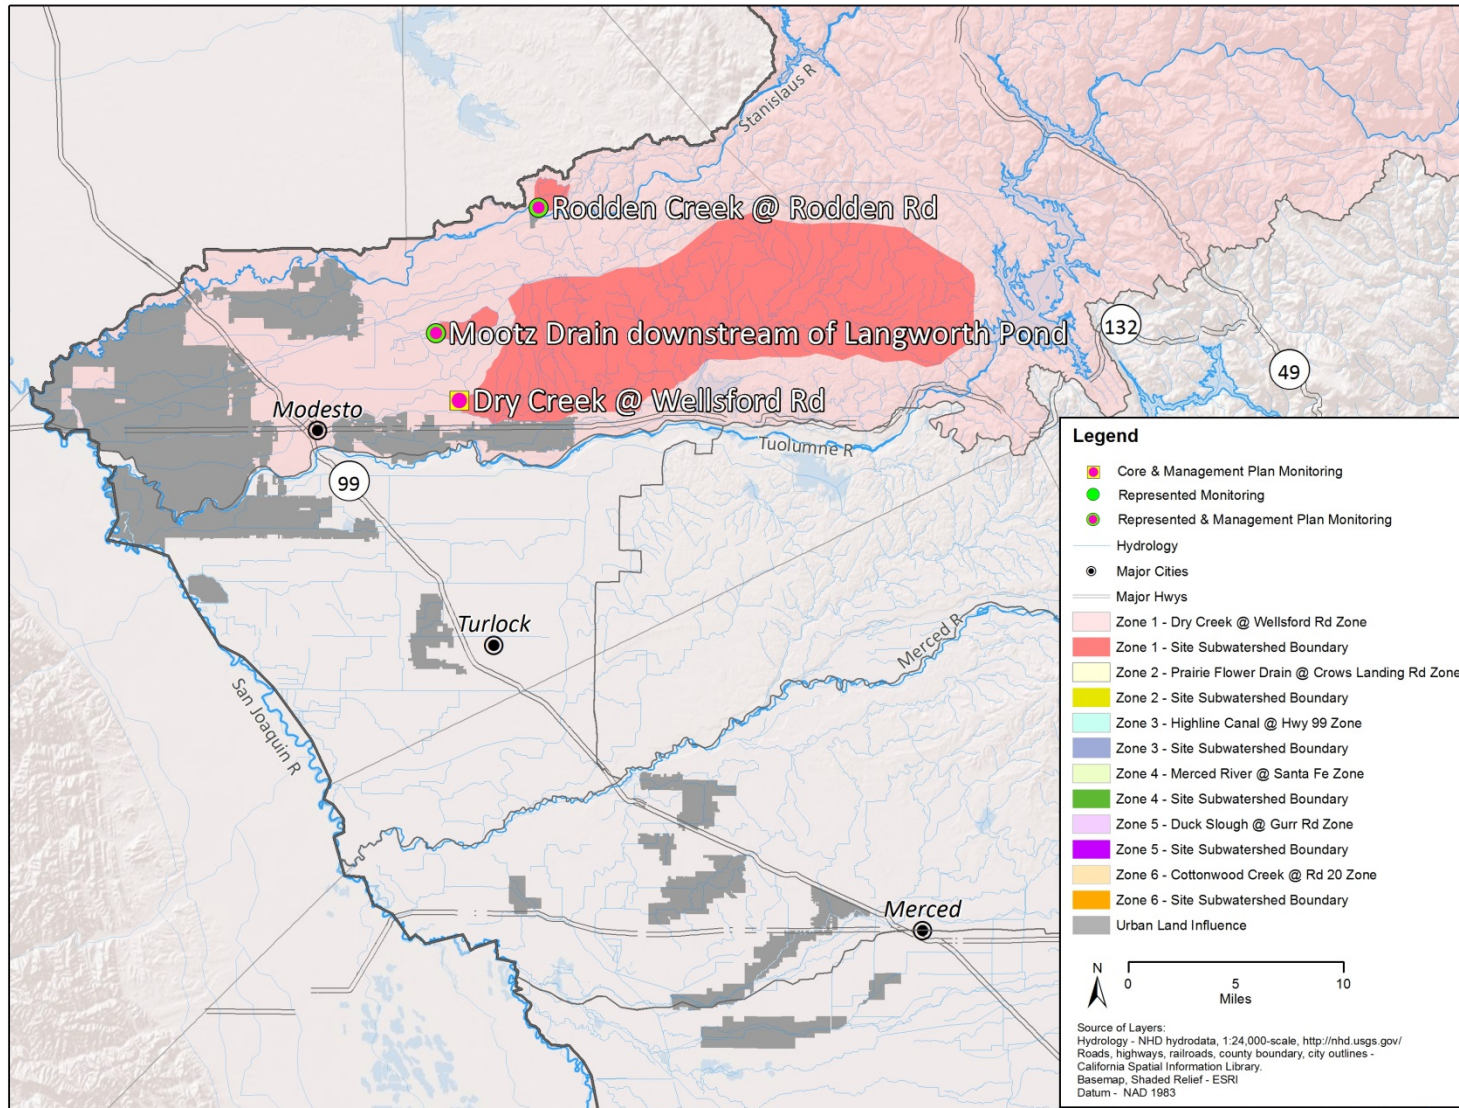 Stanislaus R
Rodden Creek @ Rodden Rd
Mootz Drain downstream of Langworth Pond
132
49
Dry Creek @ Wellsford Rd
Modesto
Tuolumne R
99
Turlock
Merced R
San Joaquin R
Merced
Legend
Core & Management Plan Monitoring
Represented Monitoring
Represented & Management Plan Monitoring
Hydrology
Major Cities
Major Hwys
Zone 1 - Dry Creek @ Wellsford Rd Zone
Zone 1 - Site Subwatershed Boundary
Zone 2 - Prairie Flower Drain @ Crows Landing Rd Zone
Zone 2 - Site Subwatershed Boundary
Zone 3 - Highline Canal @ Hwy 99 Zone
Zone 3 - Site Subwatershed Boundary
Zone 4 - Merced River @ Santa Fe Zone
Zone 4 - Site Subwatershed Boundary
Zone 5 - Duck Slough @ Gurr Rd Zone
Zone 5 - Site Subwatershed Boundary
Zone 6 - Cottonwood Creek @ Rd 20 Zone
Zone 6 - Site Subwatershed Boundary
Urban Land Influence
N
0 5 10
Miles
Source of Layers:
Hydrology - NHD hydrodata, 1:24,000-scale, http://nhd.usgs.gov/
Roads, highways, railroads, county boundary, city outlines -
California Spatial Information Library.
Basemap, Shaded Relief - ESRI
Datum - NAD 1983